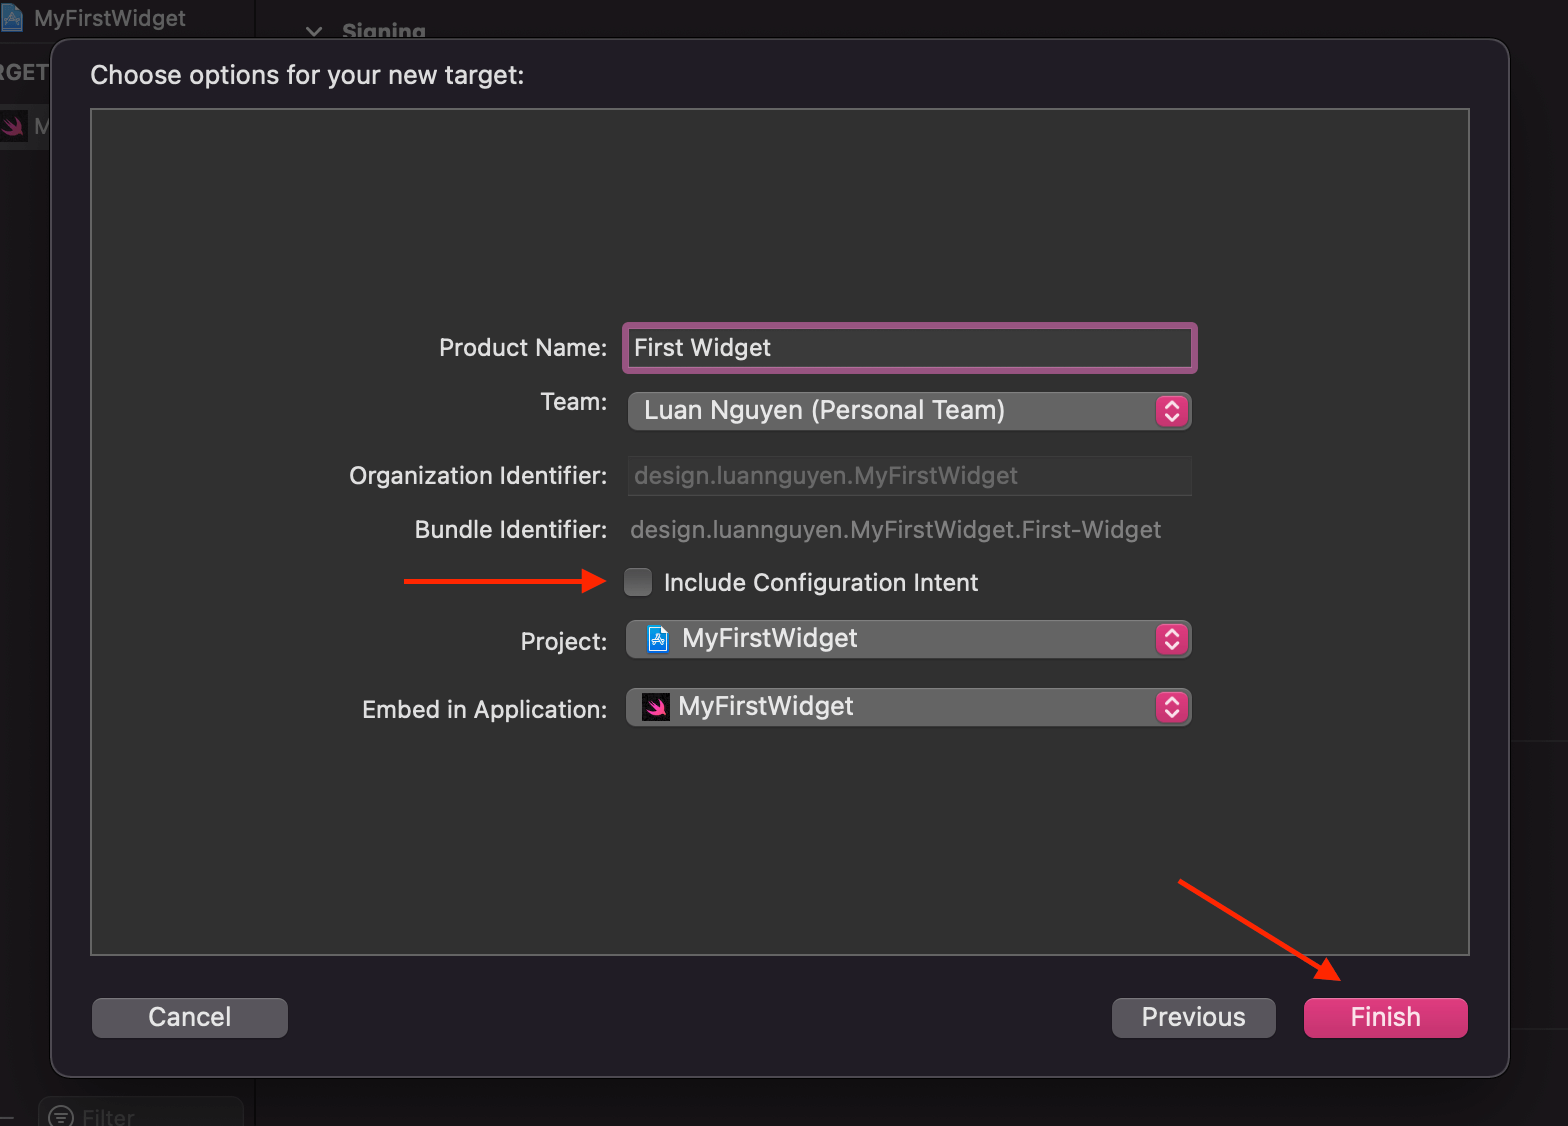 MyFirstWidget
Signing
RGET
M
Choose options for your new target:
Product Name: First Widget
Team: Luan Nguyen (Personal Team)
Organization Identifier: design.luannguyen.MyFirstWidget
Bundle Identifier: design.luannguyen.MyFirstWidget.First-Widget
Include Configuration Intent
Project: MyFirstWidget
Embed in Application: MyFirstWidget
Cancel Previous Finish
Filter